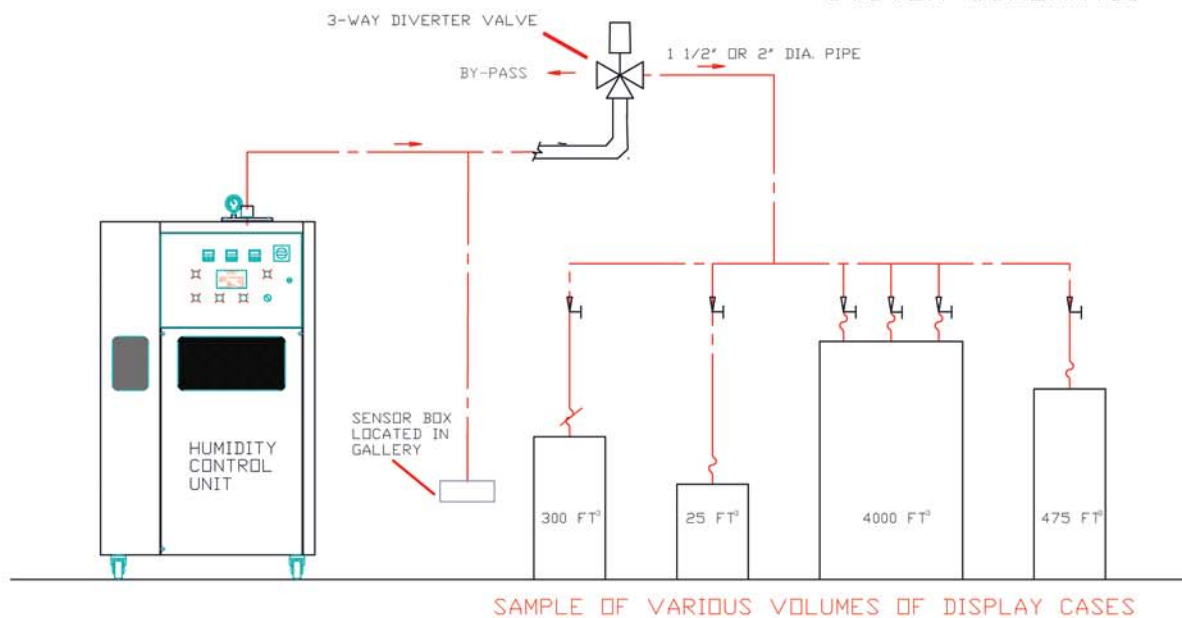 3-WAY DIVERTER VALVE
1 1/2" OR 2" DIA. PIPE
BY-PASS
SENSOR BOX
LOCATED IN
GALLERY
HUMIDITY
CONTROL
UNIT
300 FT³
25 FT³
4000 FT³
475 FT³
SAMPLE OF VARIOUS VOLUMES OF DISPLAY CASES